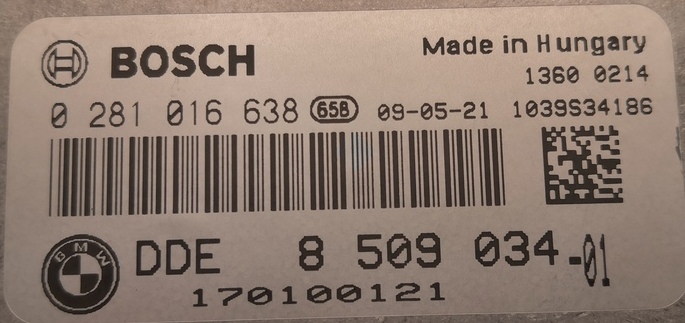 BOSCH
Made in Hungary
1360 0214
0 281 016 638 65B 09-05-21 1039S34186
BMW
DDE 8 509 034-01
170100121